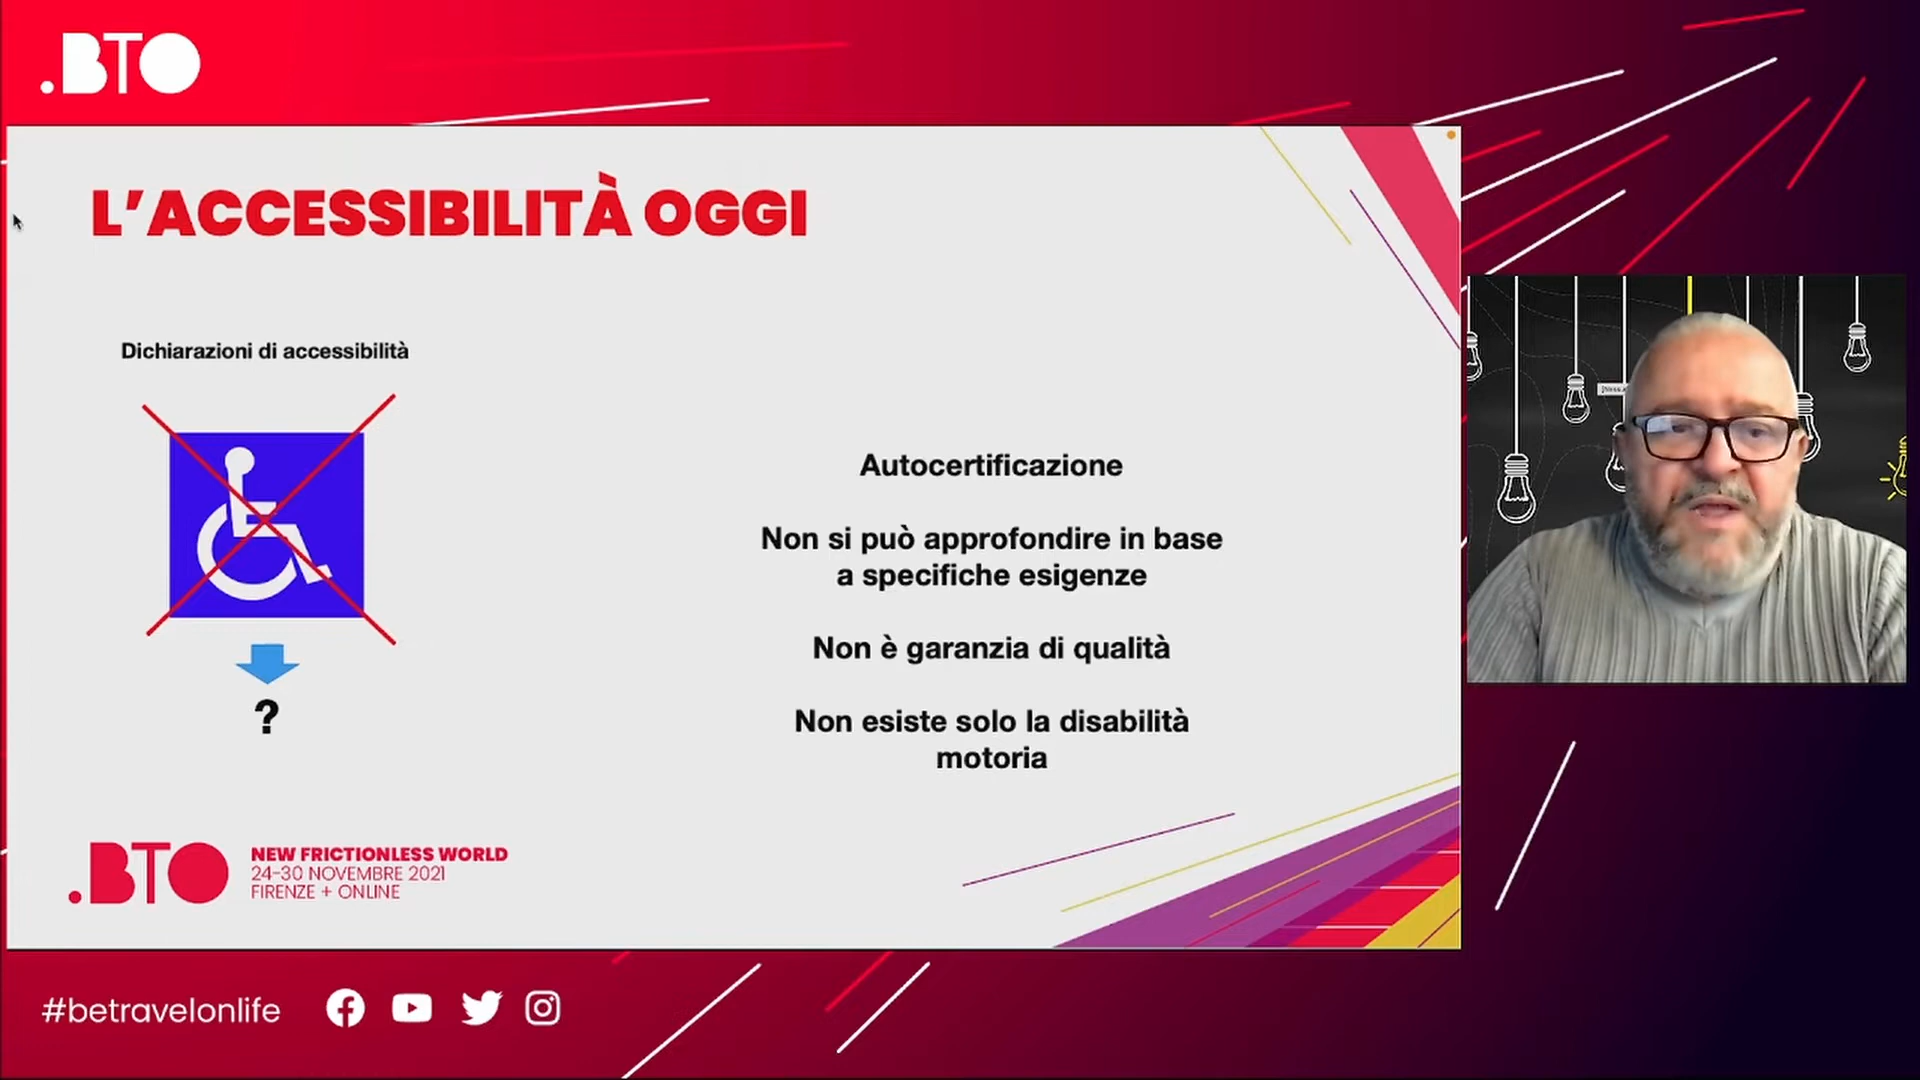 .BTO
L'ACCESSIBILITÀ OGGI
Dichiarazioni di accessibilità
?
Autocertificazione
Non si può approfondire in base
a specifiche esigenze
Non è garanzia di qualità
Non esiste solo la disabilità
motoria
.BTO
NEW FRICTIONLESS WORLD
24-30 NOVEMBRE 2021
FIRENZE + ONLINE
#betravelonlife